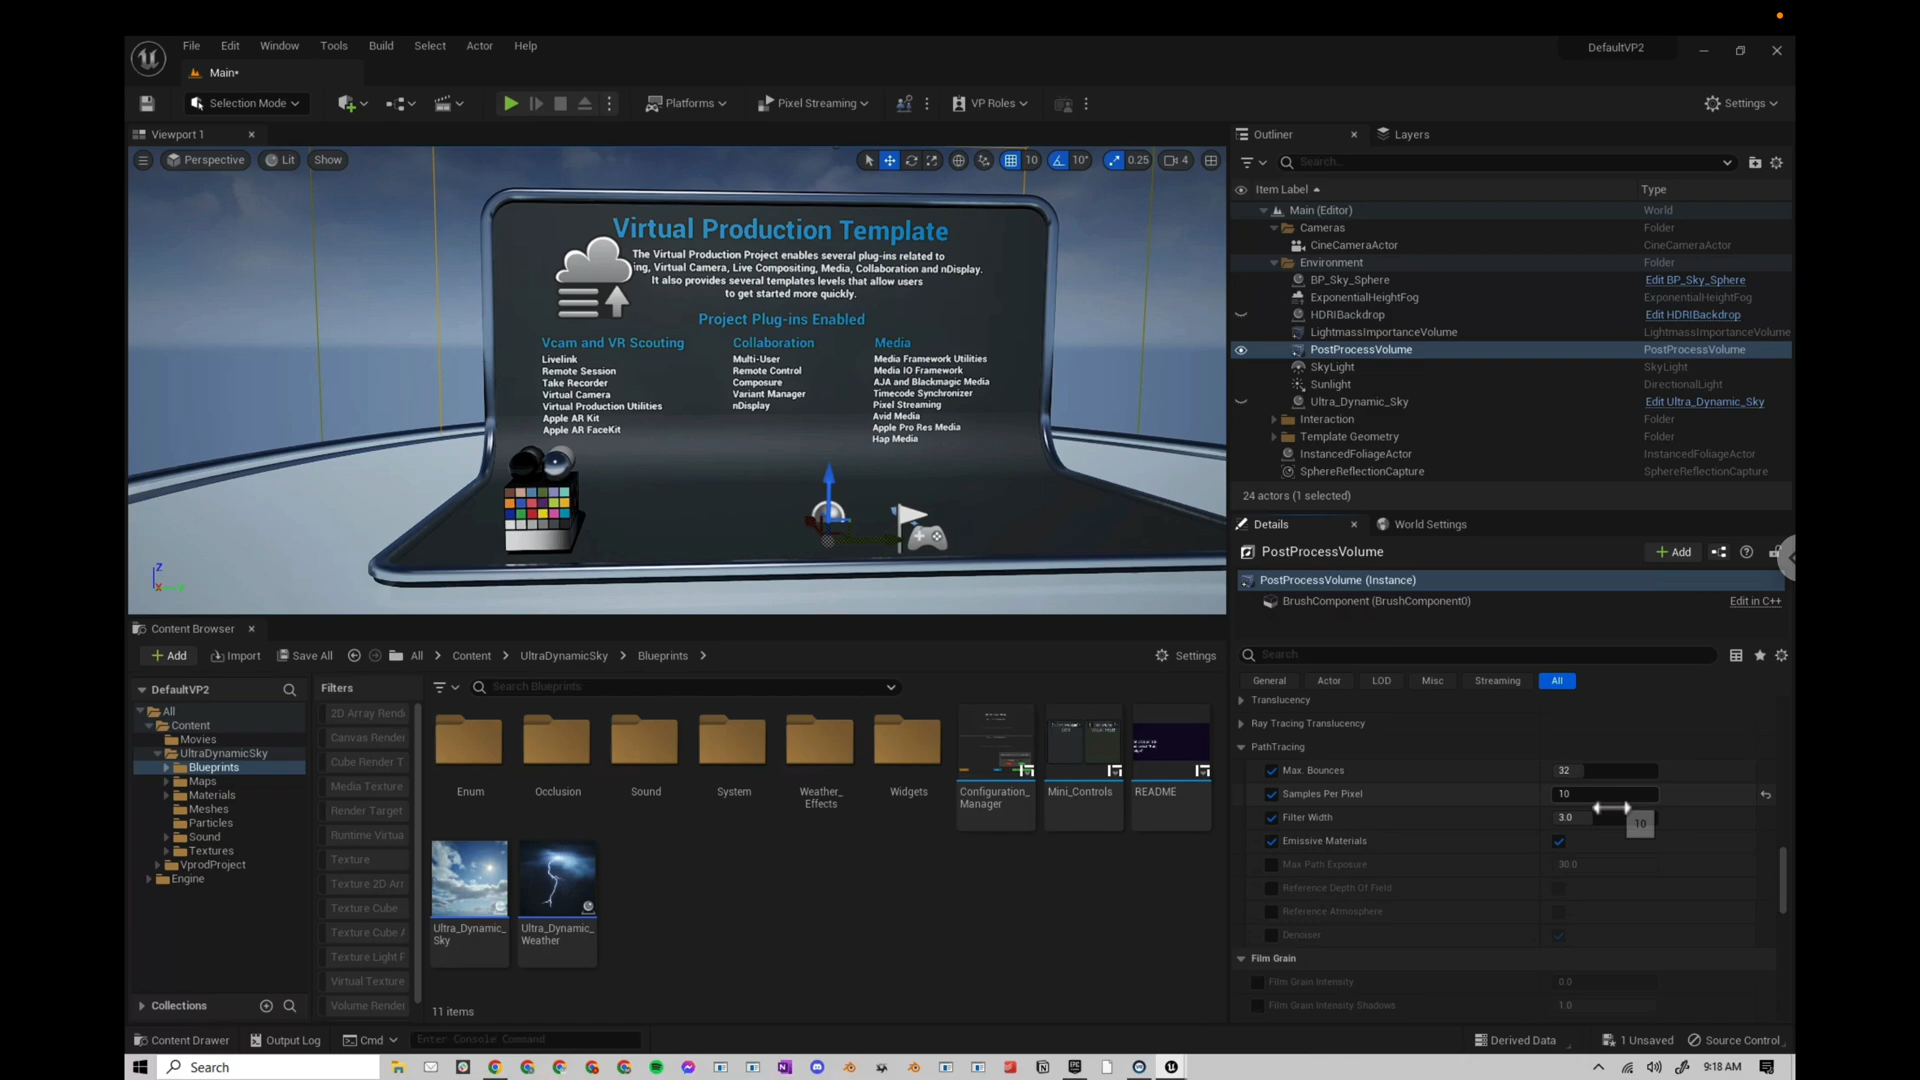 File Edit Window Tools Build Select Actor Help
DefaultVP2
Main•
Selection Mode
Platforms
Pixel Streaming
VP Roles
Settings
Viewport 1
Perspective
Lit
Show
10
10°
0.25
4
Virtual Production Template
The Virtual Production Project enables several plug-ins related to
ing, Virtual Camera, Live Compositing, Media, Collaboration and nDisplay.
It also provides several templates levels that allow users
to get started more quickly.
Project Plug-ins Enabled
Vcam and VR Scouting
Livelink
Remote Session
Take Recorder
Virtual Camera
Virtual Production Utilities
Apple AR Kit
Apple AR FaceKit
Collaboration
Multi-User
Remote Control
Composure
Variant Manager
nDisplay
Media
Media Framework Utilities
Media IO Framework
AJA and Blackmagic Media
Timecode Synchronizer
Pixel Streaming
Avid Media
Apple Pro Res Media
Hap Media
Z
X
Y
Outliner
Layers
Search...
Item Label Type
Main (Editor) World
Cameras Folder
CineCameraActor CineCameraActor
Environment Folder
BP_Sky_Sphere Edit BP_Sky_Sphere
ExponentialHeightFog ExponentialHeightFog
HDRIBackdrop Edit HDRIBackdrop
LightmassImportanceVolume LightmassImportanceVolume
PostProcessVolume PostProcessVolume
SkyLight SkyLight
Sunlight DirectionalLight
Ultra_Dynamic_Sky Edit Ultra_Dynamic_Sky
Interaction Folder
Template Geometry Folder
InstancedFoliageActor InstancedFoliageActor
SphereReflectionCapture SphereReflectionCapture
24 actors (1 selected)
Details
World Settings
PostProcessVolume
Add
PostProcessVolume (Instance)
BrushComponent (BrushComponent0) Edit in C++
Search
General Actor LOD Misc Streaming All
Translucency
Ray Tracing Translucency
PathTracing
Max. Bounces 32
Samples Per Pixel 10
Filter Width 3.0
10
Emissive Materials
Max Path Exposure 30.0
Reference Depth Of Field
Reference Atmosphere
Denoiser
Film Grain
Film Grain Intensity 0.0
Film Grain Intensity Shadows 1.0
Content Browser
Add
Import
Save All
All
Content
UltraDynamicSky
Blueprints
Settings
DefaultVP2
All
Content
Movies
UltraDynamicSky
Blueprints
Maps
Materials
Meshes
Particles
Sound
Textures
VprodProject
Engine
Collections
Filters
2D Array Rend
Canvas Render
Cube Render T
Media Texture
Render Target
Runtime Virtua
Texture
Texture 2D Arr
Texture Cube
Texture Cube A
Texture Light P
Virtual Texture
Volume Render
Search Blueprints
Enum
Occlusion
Sound
System
Weather_
Effects
Widgets
Configuration_
Manager
Mini_Controls
README
Ultra_Dynamic_
Sky
Ultra_Dynamic_
Weather
11 items
Content Drawer
Output Log
Cmd
Enter Console Command
Derived Data
1 Unsaved
Source Control
Search
9:18 AM